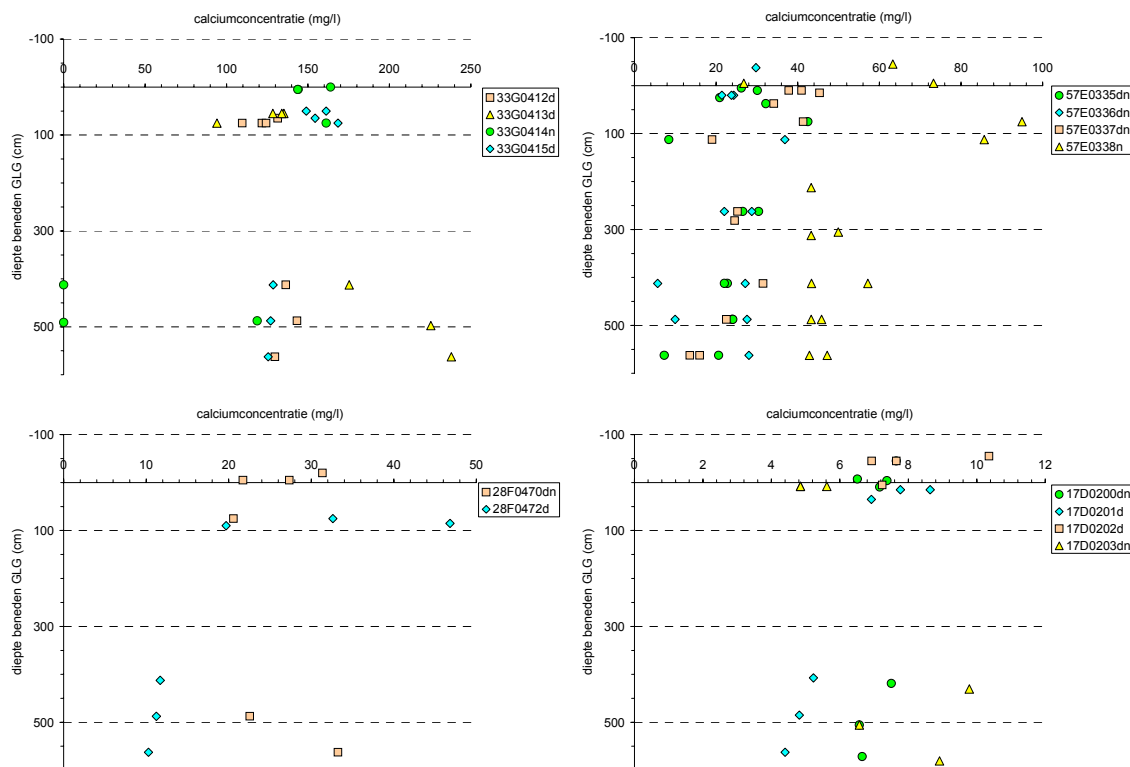 calciumconcentratie (mg/l)
-100
0 50 100 150 200 250
100
300
500
diepte beneden GLG (cm)
33G0412d
33G0413d
33G0414n
33G0415d
calciumconcentratie (mg/l)
-100
0 20 40 60 80 100
100
300
500
diepte beneden GLG (cm)
57E0335dn
57E0336dn
57E0337dn
57E0338n
calciumconcentratie (mg/l)
-100
0 10 20 30 40 50
100
300
500
diepte beneden GLG (cm)
28F0470dn
28F0472d
calciumconcentratie (mg/l)
-100
0 2 4 6 8 10 12
100
300
500
diepte beneden GLG (cm)
17D0200dn
17D0201d
17D0202d
17D0203dn